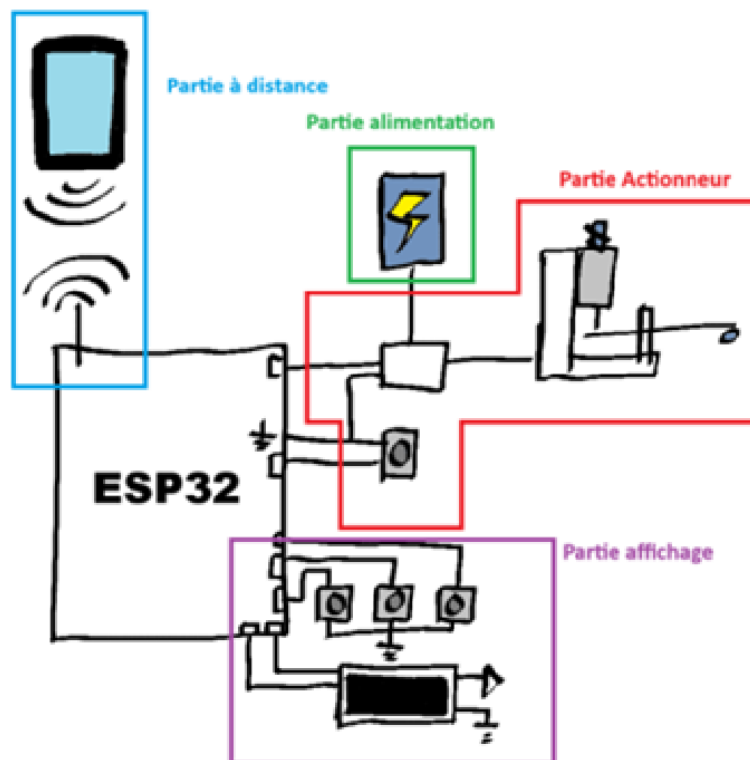 Partie à distance
Partie alimentation
Partie Actionneur
ESP32
Partie affichage